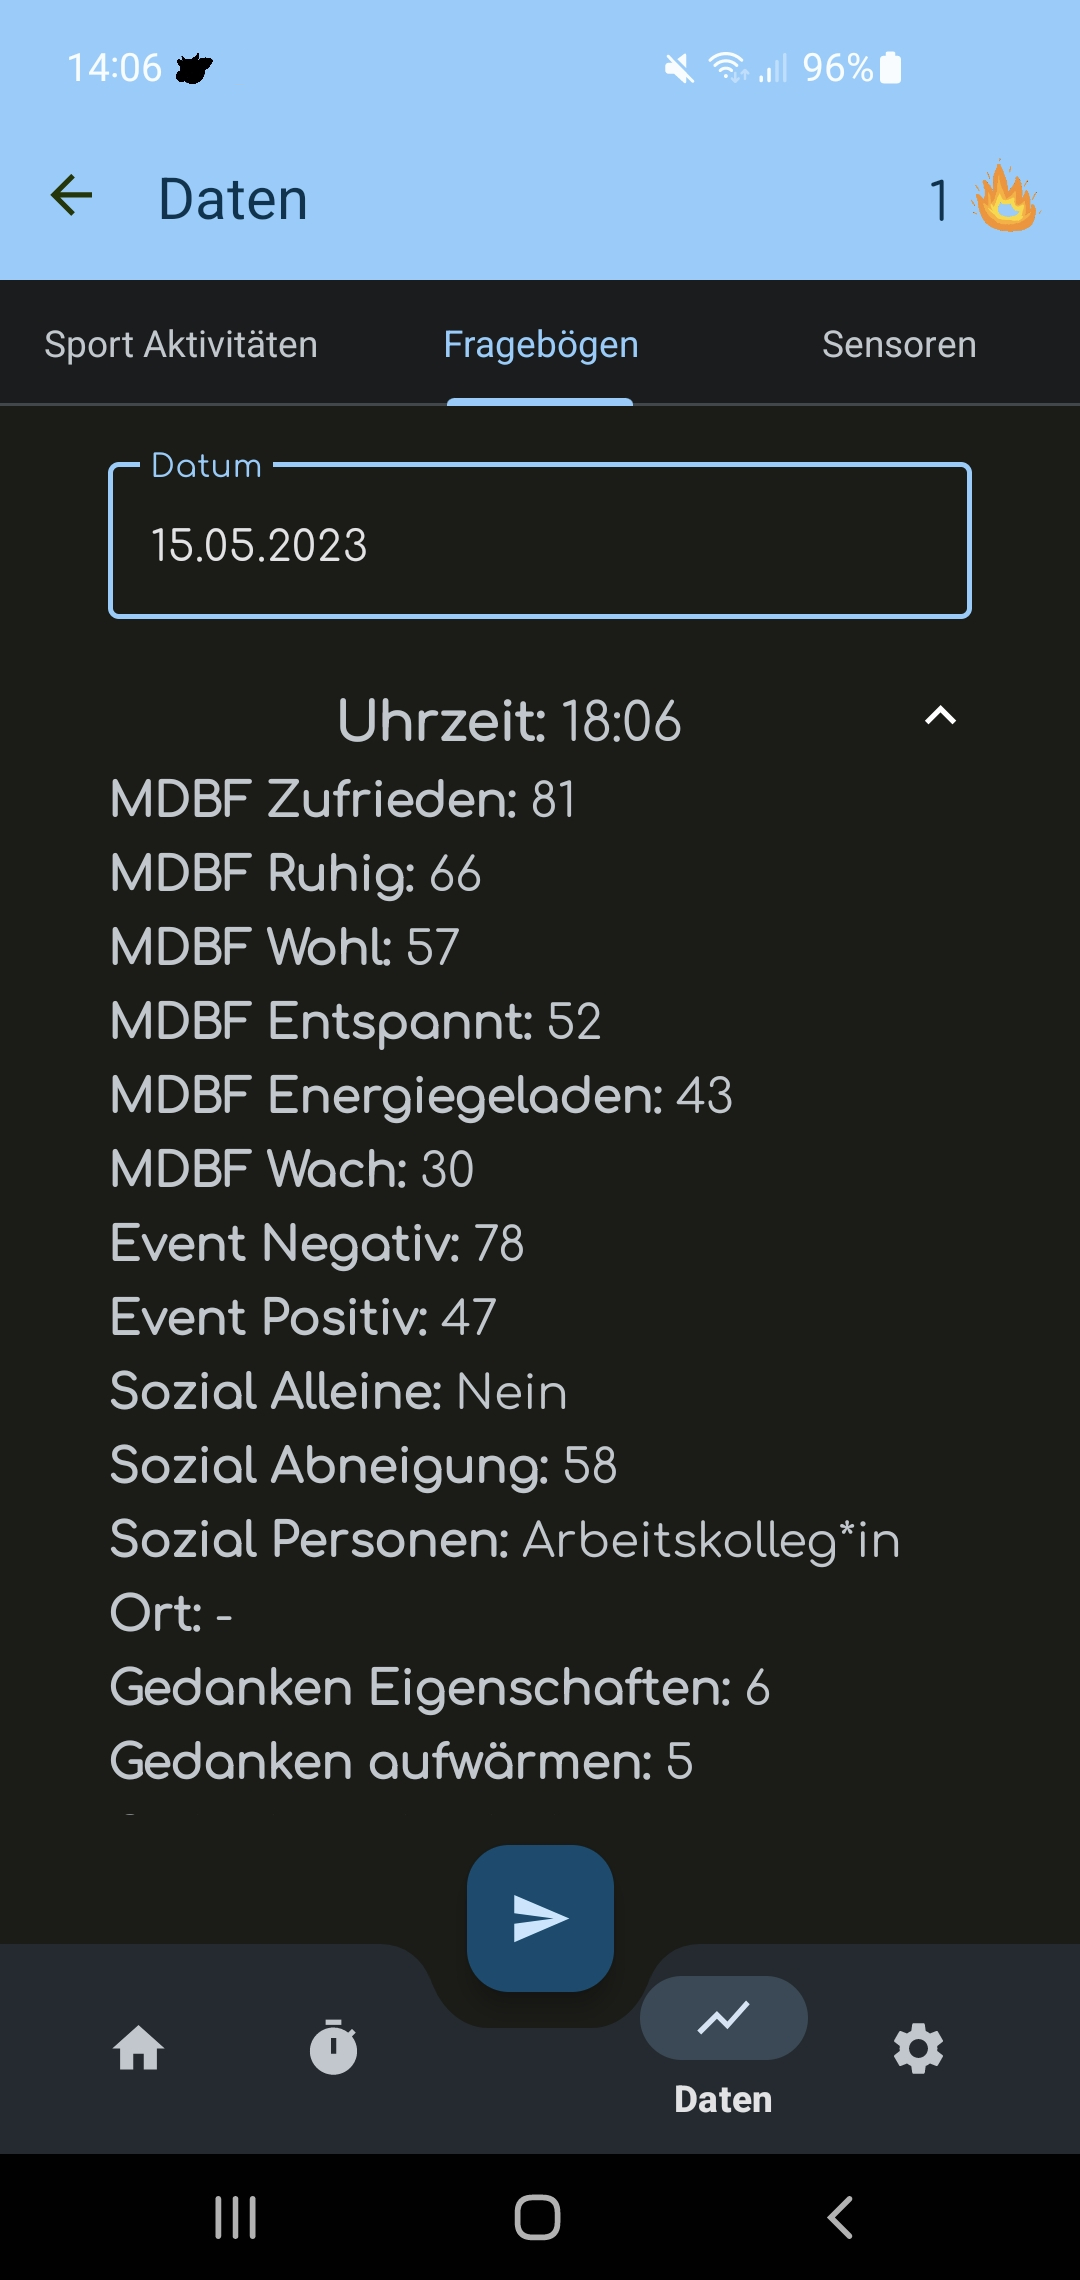 14:06
96%
Daten
1
Sport Aktivitäten
Fragebögen
Sensoren
Datum
15.05.2023
Uhrzeit: 18:06
MDBF Zufrieden: 81
MDBF Ruhig: 66
MDBF Wohl: 57
MDBF Entspannt: 52
MDBF Energiegeladen: 43
MDBF Wach: 30
Event Negativ: 78
Event Positiv: 47
Sozial Alleine: Nein
Sozial Abneigung: 58
Sozial Personen: Arbeitskolleg*in
Ort: -
Gedanken Eigenschaften: 6
Gedanken aufwärmen: 5
Daten